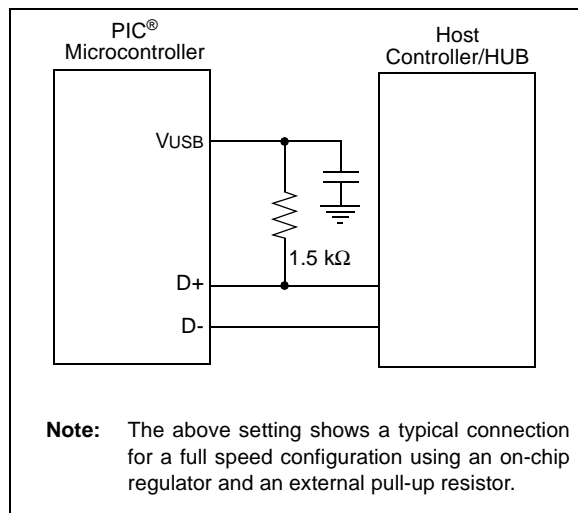 PIC®
Microcontroller
Host
Controller/HUB
VUSB
1.5 kΩ
D+
D-
Note: The above setting shows a typical connection
for a full speed configuration using an on-chip
regulator and an external pull-up resistor.